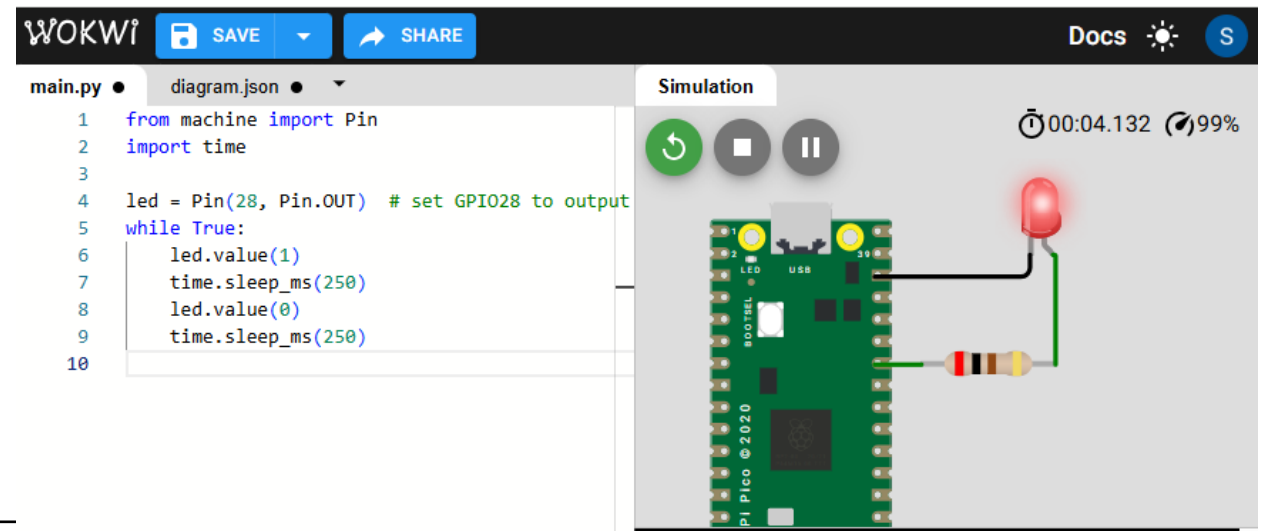 WOKWI SAVE SHARE Docs S
main.py ● diagram.json ● Simulation
00:04.132 99%
1 from machine import Pin
2 import time
3
4 led = Pin(28, Pin.OUT)  # set GPIO28 to output
5 while True:
6     led.value(1)
7     time.sleep_ms(250)
8     led.value(0)
9     time.sleep_ms(250)
10
1
2
39
LED USB
BOOTSEL
Pi Pico ©2020